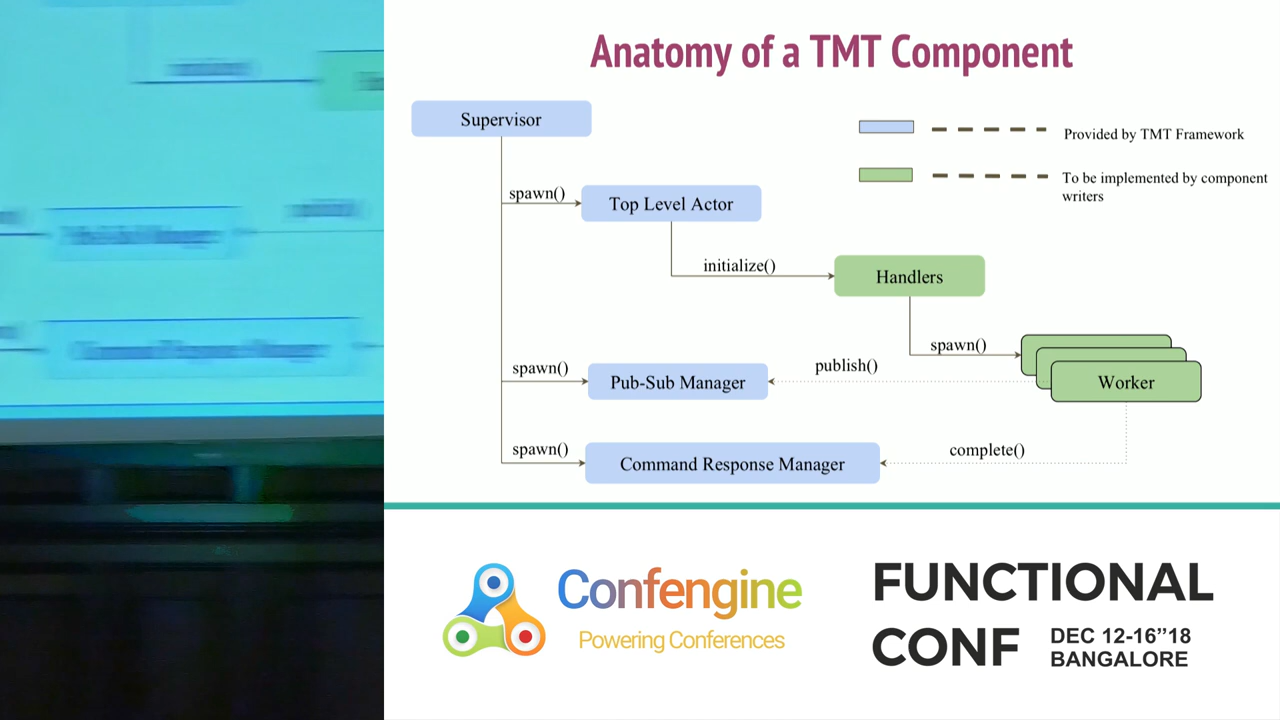 Anatomy of a TMT Component
Supervisor
Provided by TMT Framework
To be implemented by component
writers
spawn()
Top Level Actor
initialize()
Handlers
spawn()
spawn()
publish()
Pub-Sub Manager
Worker
spawn()
complete()
Command Response Manager
Confengine
Powering Conferences
FUNCTIONAL
CONF
DEC 12-16”18
BANGALORE